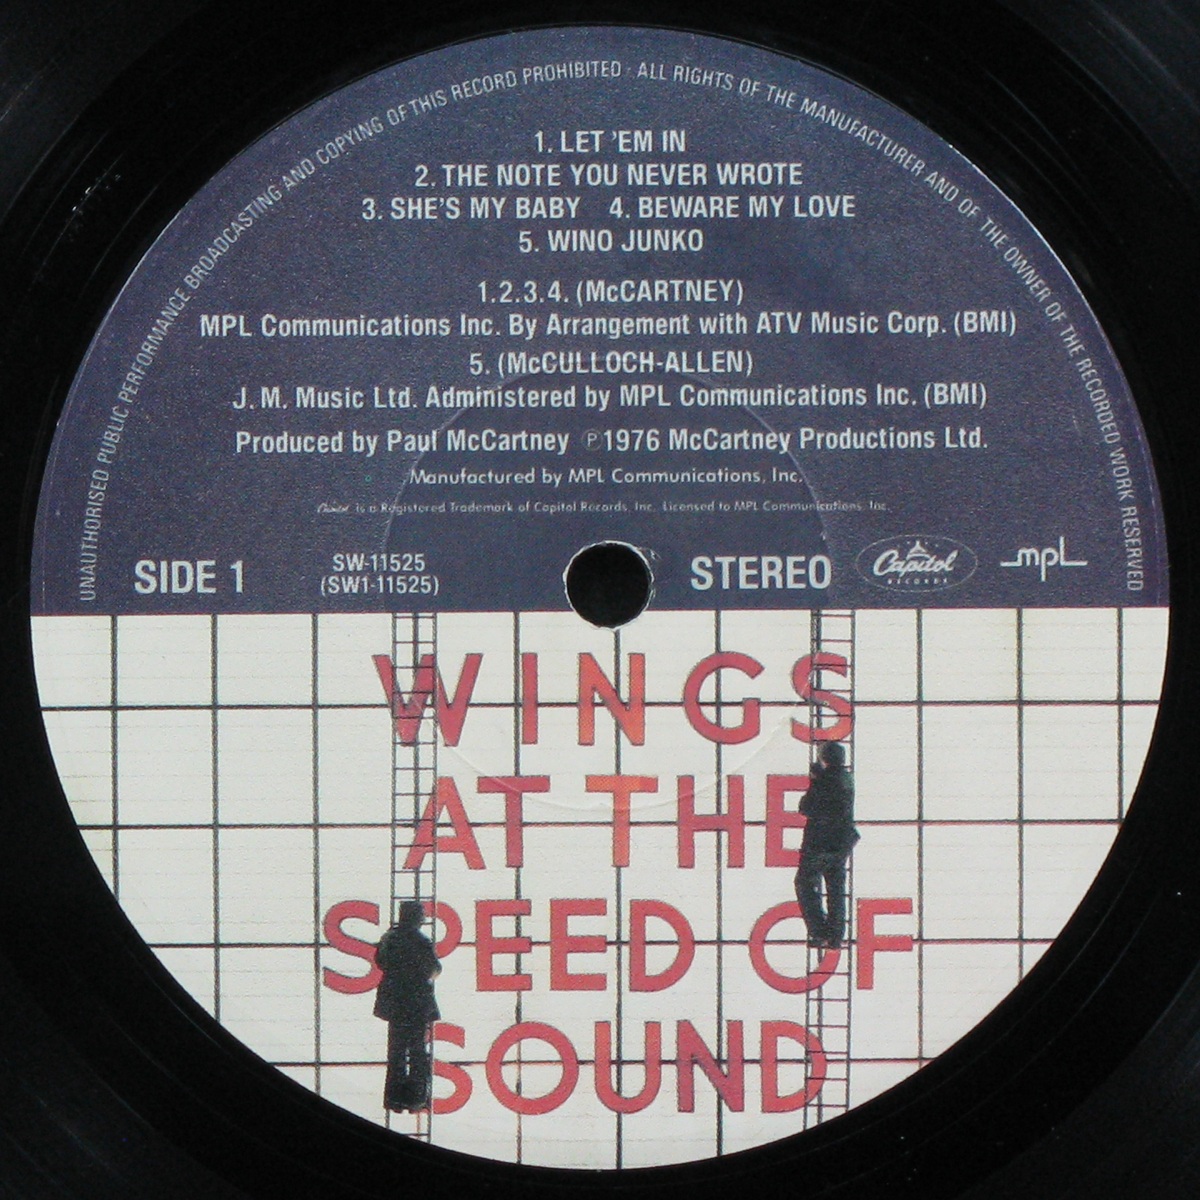 UNAUTHORISED PUBLIC PERFORMANCE BROADCASTING AND COPYING OF THIS RECORD PROHIBITED · ALL RIGHTS OF THE MANUFACTURER AND OF THE OWNER OF THE RECORDED WORK RESERVED
1. LET 'EM IN
2. THE NOTE YOU NEVER WROTE
3. SHE'S MY BABY 4. BEWARE MY LOVE
5. WINO JUNKO
1.2.3.4. (McCARTNEY)
MPL Communications Inc. By Arrangement with ATV Music Corp. (BMI)
5. (McCULLOCH-ALLEN)
J. M. Music Ltd. Administered by MPL Communications Inc. (BMI)
Produced by Paul McCartney ℗1976 McCartney Productions Ltd.
Manufactured by MPL Communications, Inc.
Capitol is a Registered Trademark of Capitol Records, Inc. Licensed to MPL Communications, Inc.
SIDE 1
SW-11525
(SW1-11525)
STEREO
Capitol
RECORDS
mpl
WINGS
AT THE
SPEED OF
SOUND